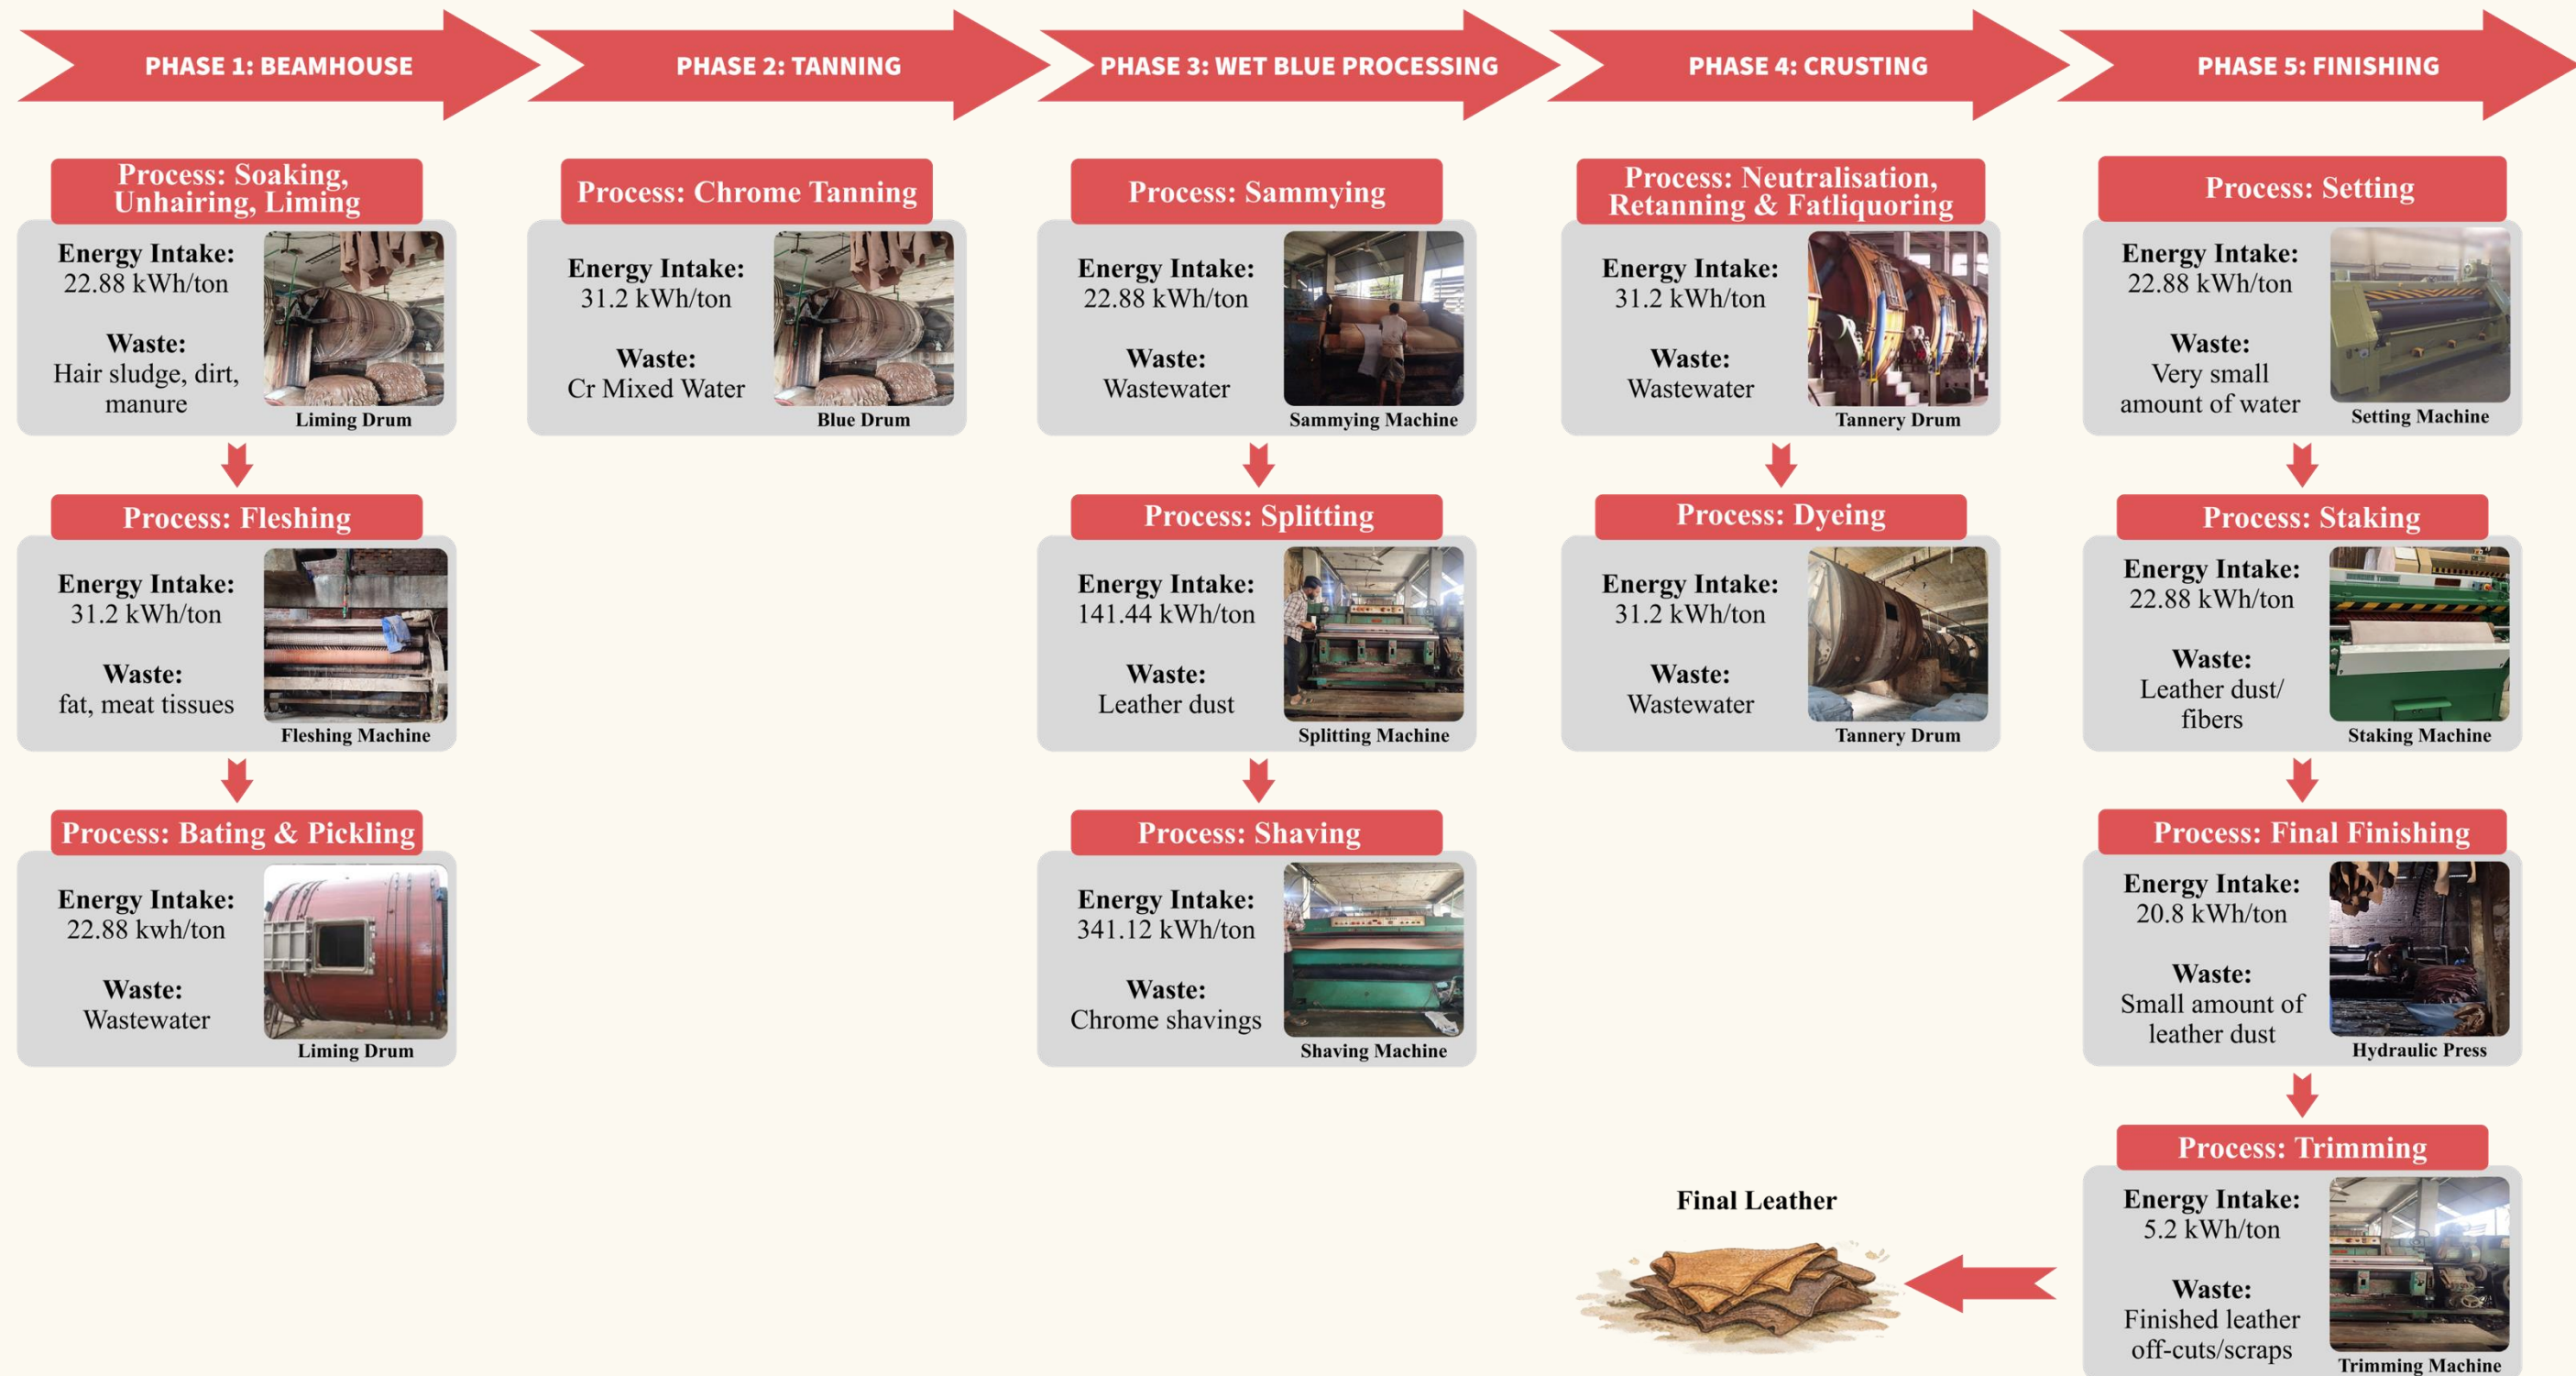 PHASE 1: BEAMHOUSE
PHASE 2: TANNING
PHASE 3: WET BLUE PROCESSING
PHASE 4: CRUSTING
PHASE 5: FINISHING
Process: Soaking,
Unhairing, Liming
Energy Intake:
22.88 kWh/ton
Waste:
Hair sludge, dirt,
manure
Liming Drum
Process: Fleshing
Energy Intake:
31.2 kWh/ton
Waste:
fat, meat tissues
Fleshing Machine
Process: Bating & Pickling
Energy Intake:
22.88 kwh/ton
Waste:
Wastewater
Liming Drum
Process: Chrome Tanning
Energy Intake:
31.2 kWh/ton
Waste:
Cr Mixed Water
Blue Drum
Process: Sammying
Energy Intake:
22.88 kWh/ton
Waste:
Wastewater
Sammying Machine
Process: Splitting
Energy Intake:
141.44 kWh/ton
Waste:
Leather dust
Splitting Machine
Process: Shaving
Energy Intake:
341.12 kWh/ton
Waste:
Chrome shavings
Shaving Machine
Process: Neutralisation,
Retanning & Fatliquoring
Energy Intake:
31.2 kWh/ton
Waste:
Wastewater
Tannery Drum
Process: Dyeing
Energy Intake:
31.2 kWh/ton
Waste:
Wastewater
Tannery Drum
Process: Setting
Energy Intake:
22.88 kWh/ton
Waste:
Very small
amount of water
Setting Machine
Process: Staking
Energy Intake:
22.88 kWh/ton
Waste:
Leather dust/
fibers
Staking Machine
Process: Final Finishing
Energy Intake:
20.8 kWh/ton
Waste:
Small amount of
leather dust
Hydraulic Press
Process: Trimming
Energy Intake:
5.2 kWh/ton
Waste:
Finished leather
off-cuts/scraps
Trimming Machine
Final Leather